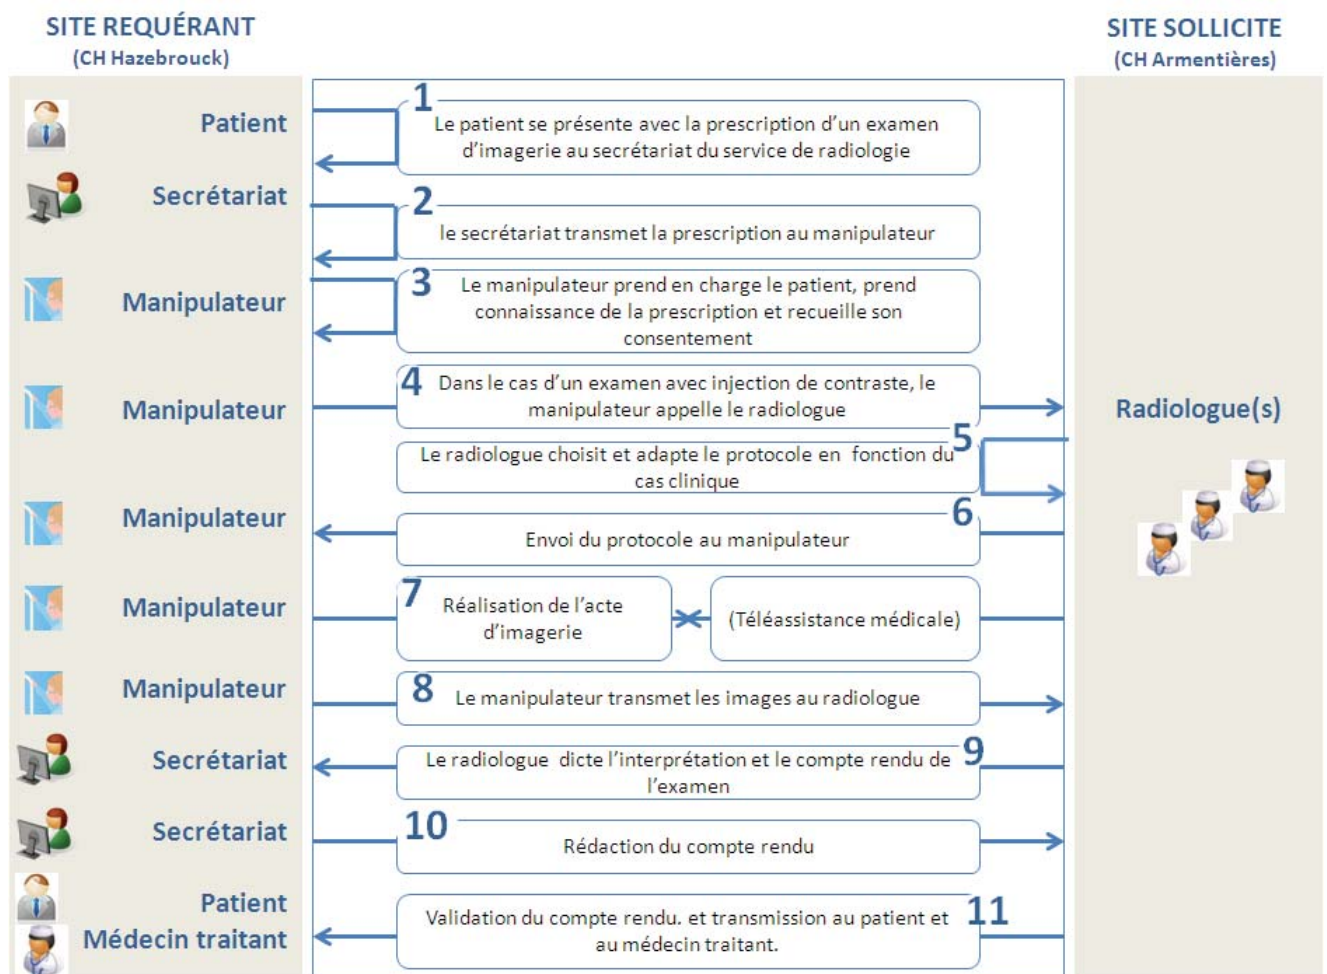 SITE REQUÉRANT
(CH Hazebrouck)
SITE SOLLICITE
(CH Armentières)
Patient
1
Le patient se présente avec la prescription d'un examen
d'imagerie au secrétariat du service de radiologie
Secrétariat
2
le secrétariat transmet la prescription au manipulateur
Manipulateur
3
Le manipulateur prend en charge le patient, prend
connaissance de la prescription et recueille son
consentement
Manipulateur
4
Dans le cas d'un examen avec injection de contraste, le
manipulateur appelle le radiologue
Radiologue(s)
5
Le radiologue choisit et adapte le protocole en fonction du
cas clinique
Manipulateur
6
Envoi du protocole au manipulateur
Manipulateur
7
Réalisation de l'acte
d'imagerie
(Téléassistance médicale)
Manipulateur
8
Le manipulateur transmet les images au radiologue
Secrétariat
9
Le radiologue dicte l'interprétation et le compte rendu de
l'examen
Secrétariat
10
Rédaction du compte rendu
Patient
Médecin traitant
11
Validation du compte rendu. et transmission au patient et
au médecin traitant.